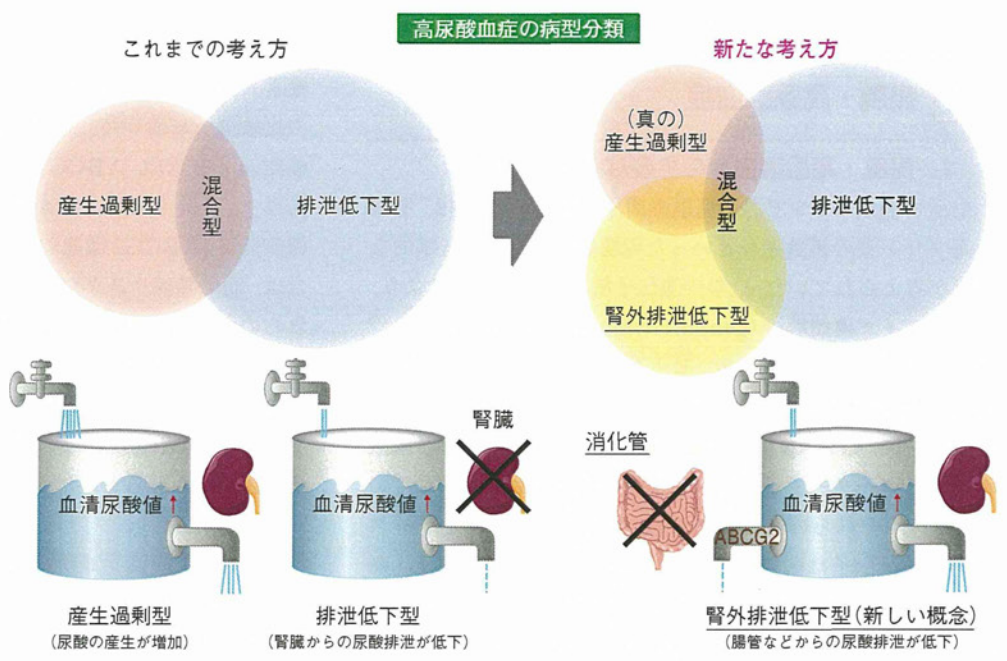 高尿酸血症の病型分類
これまでの考え方
新たな考え方
産生過剰型
混合型
排泄低下型
(真の)
産生過剰型
混合型
排泄低下型
腎外排泄低下型
腎臓
消化管
血清尿酸値↑
血清尿酸値↑
血清尿酸値↑
ABCG2
産生過剰型
(尿酸の産生が増加)
排泄低下型
(腎臓からの尿酸排泄が低下)
腎外排泄低下型(新しい概念)
(腸管などからの尿酸排泄が低下)